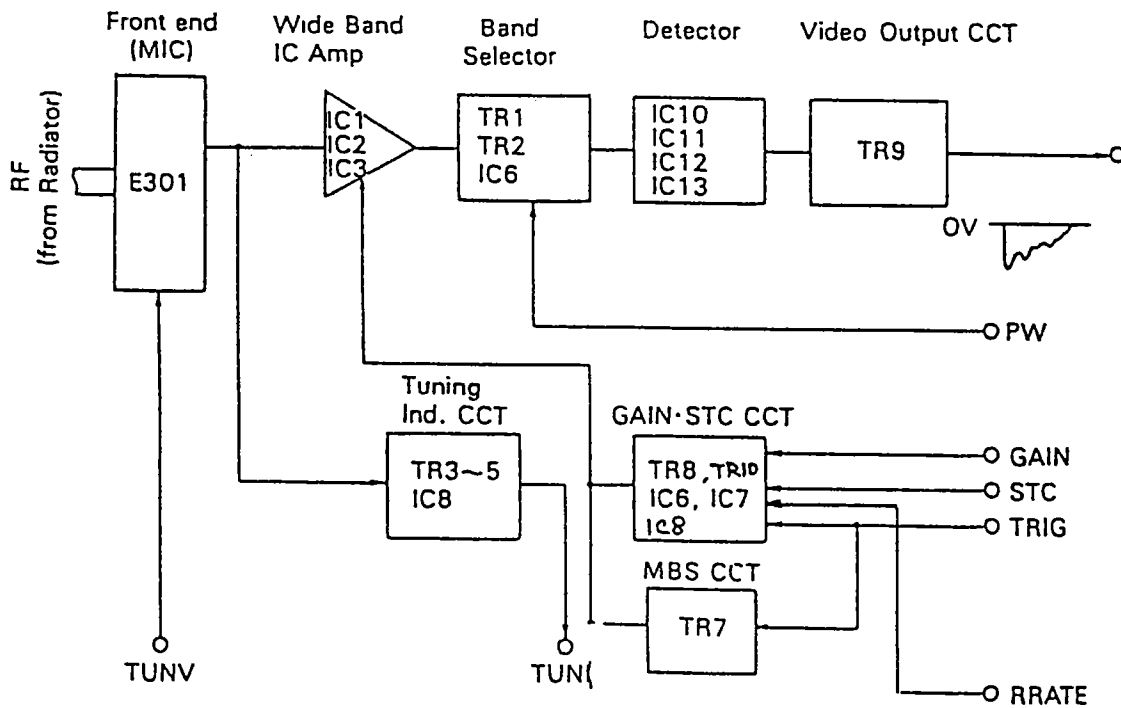 Front end
(MIC)
Wide Band
IC Amp
Band
Selector
Detector
Video Output CCT
RF
(from Radiator)
E301
IC1
IC2
IC3
TR1
TR2
IC6
IC10
IC11
IC12
IC13
TR9
OV
PW
Tuning
Ind. CCT
TR3~5
IC8
GAIN·STC CCT
TR8, TR10
IC6, IC7
IC8
GAIN
STC
TRIG
MBS CCT
TR7
TUNV
TUN(
RRATE